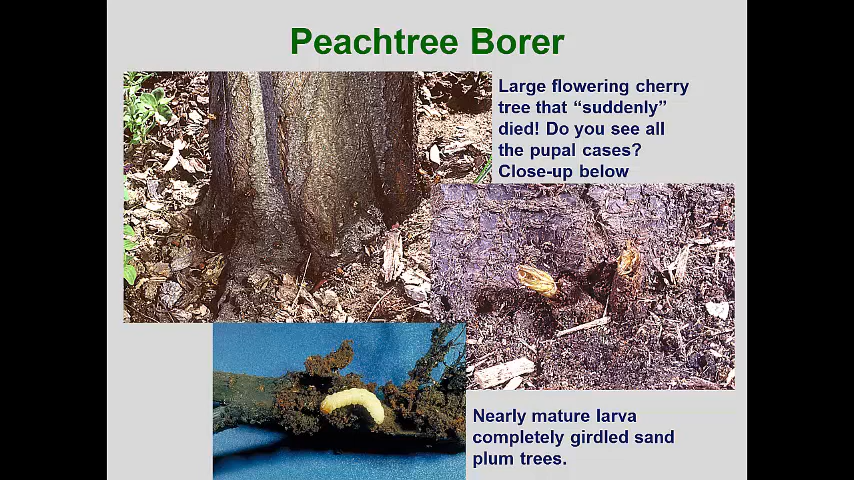 Peachtree Borer
Large flowering cherry
tree that “suddenly”
died! Do you see all
the pupal cases?
Close-up below
Nearly mature larva
completely girdled sand
plum trees.